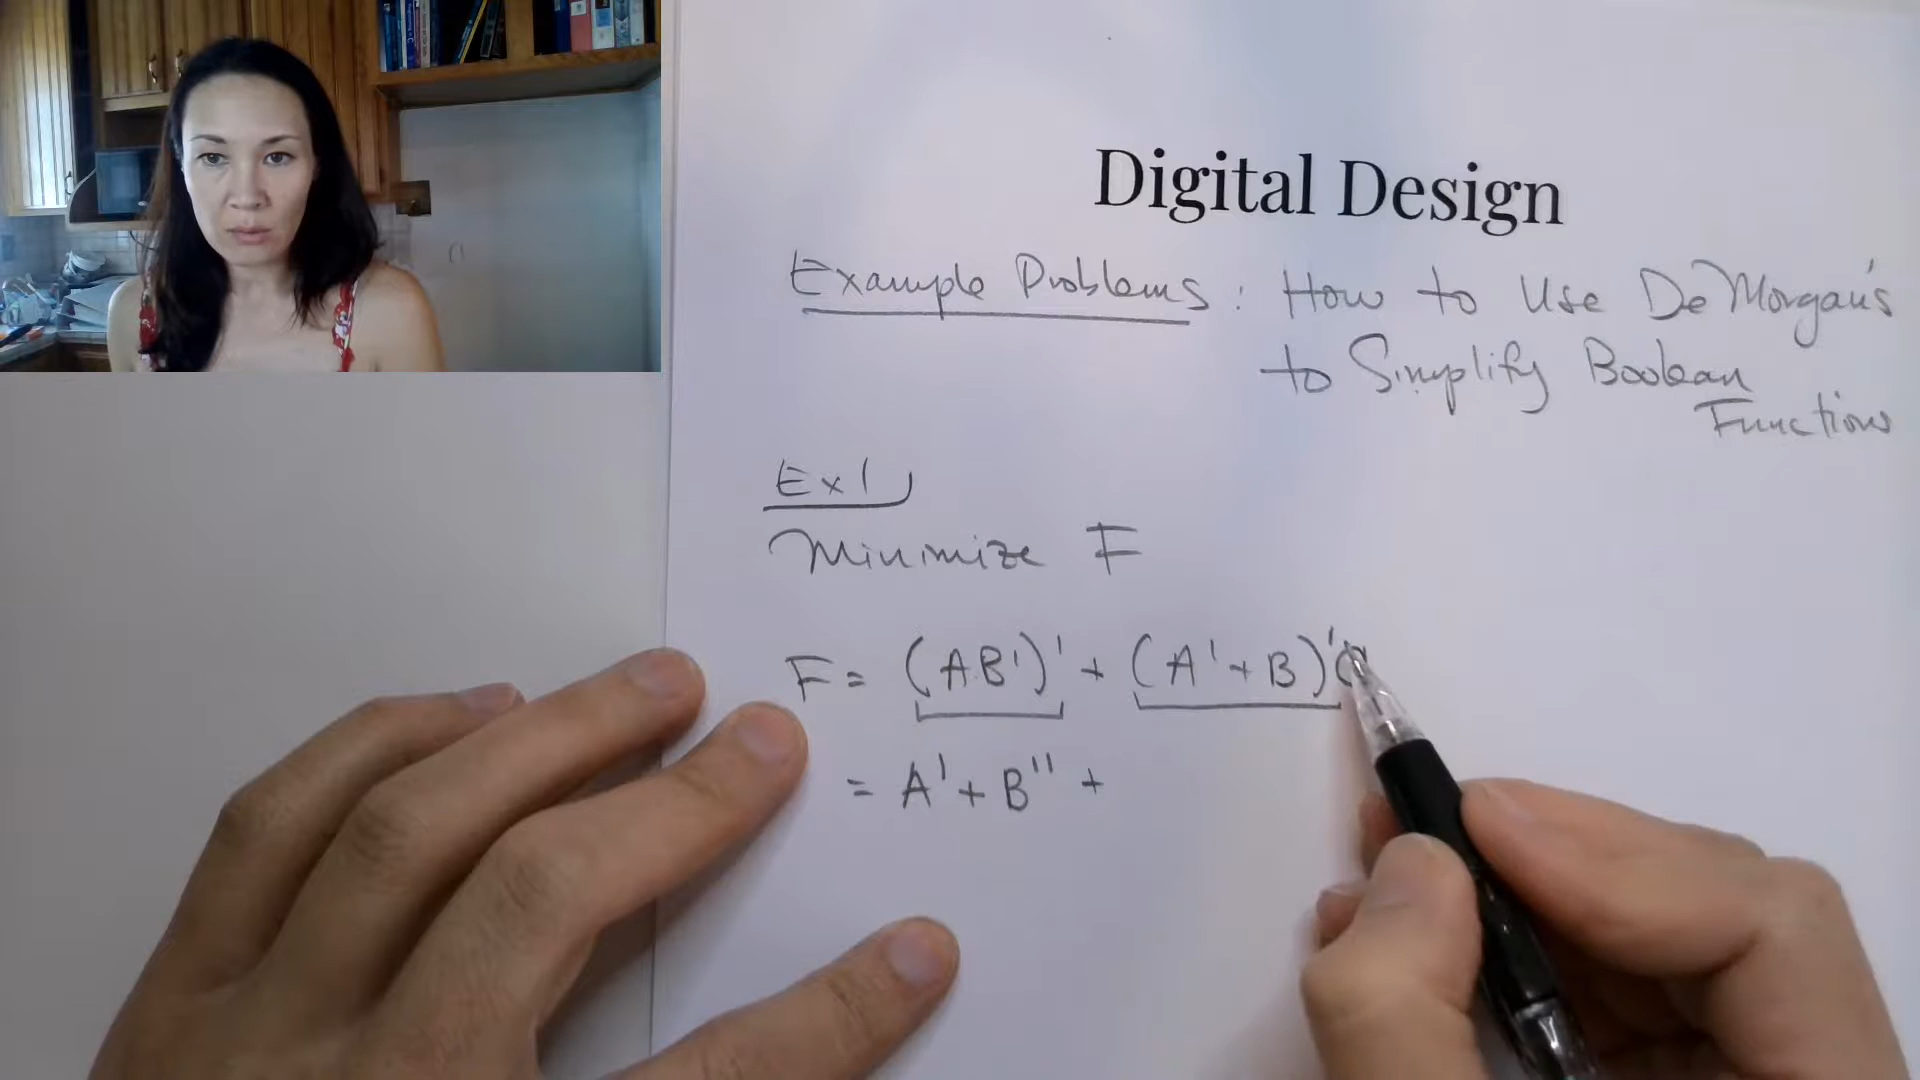 Digital Design
Example Problems : How to Use DeMorgan's
to Simplify Boolean
Functions
Ex 1
Minimize F
F = (AB')' + (A' + B)'
= A' + B'' +